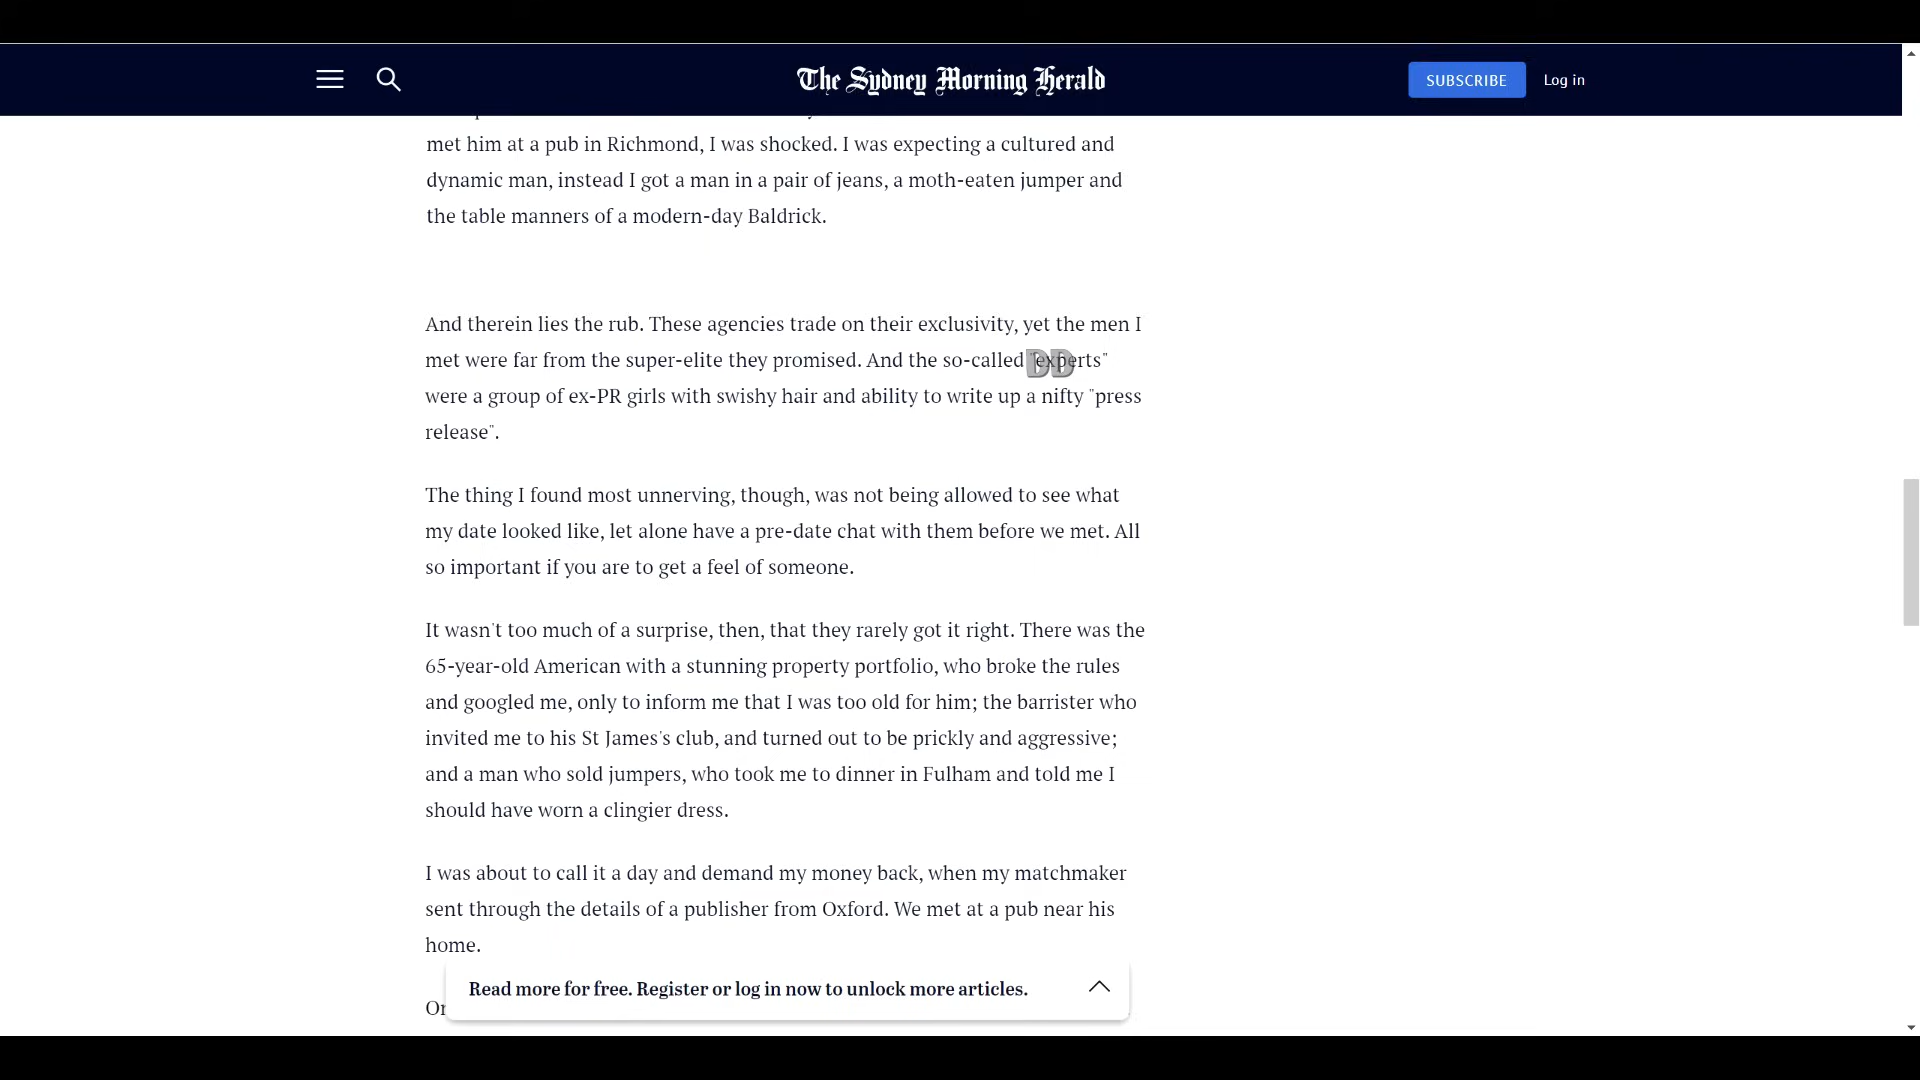 The Sydney Morning Herald
SUBSCRIBE
Log in
met him at a pub in Richmond, I was shocked. I was expecting a cultured and
dynamic man, instead I got a man in a pair of jeans, a moth-eaten jumper and
the table manners of a modern-day Baldrick.
And therein lies the rub. These agencies trade on their exclusivity, yet the men I
met were far from the super-elite they promised. And the so-called "experts"
were a group of ex-PR girls with swishy hair and ability to write up a nifty "press
release".
The thing I found most unnerving, though, was not being allowed to see what
my date looked like, let alone have a pre-date chat with them before we met. All
so important if you are to get a feel of someone.
It wasn't too much of a surprise, then, that they rarely got it right. There was the
65-year-old American with a stunning property portfolio, who broke the rules
and googled me, only to inform me that I was too old for him; the barrister who
invited me to his St James's club, and turned out to be prickly and aggressive;
and a man who sold jumpers, who took me to dinner in Fulham and told me I
should have worn a clingier dress.
I was about to call it a day and demand my money back, when my matchmaker
sent through the details of a publisher from Oxford. We met at a pub near his
home.
Read more for free. Register or log in now to unlock more articles.